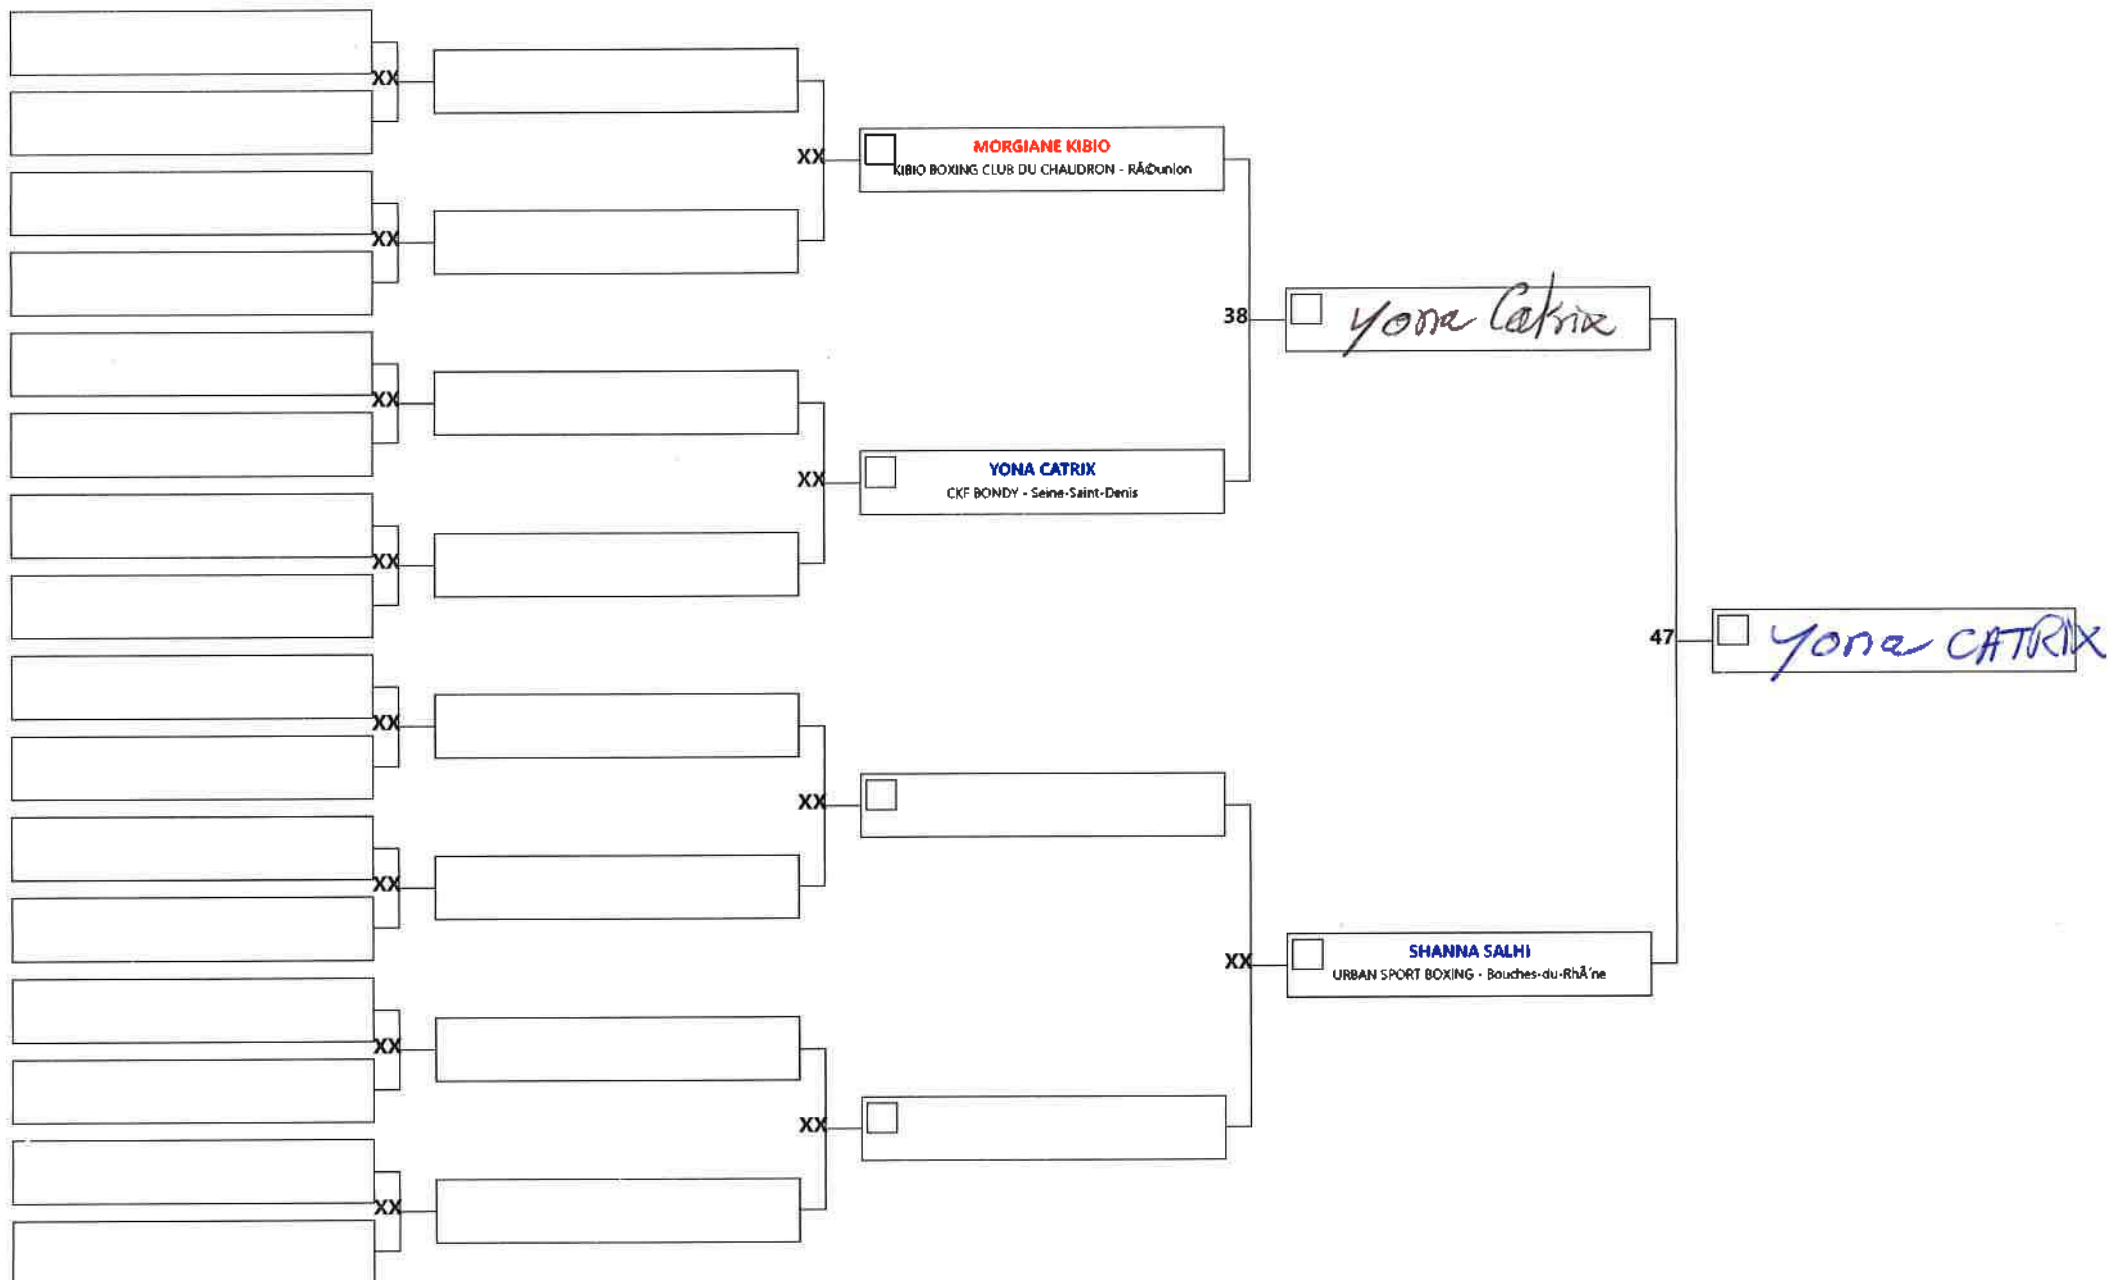 XX
XX
MORGIANE KIBIO
KIBIO BOXING CLUB DU CHAUDRON - RÃ©union
XX
38
Yona Catrix
XX
XX
YONA CATRIX
CKF BONDY - Seine-Saint-Denis
XX
47
Yona CATRIX
XX
XX
XX
XX
SHANNA SALHI
URBAN SPORT BOXING - Bouches-du-RhÃ´ne
XX
XX
XX